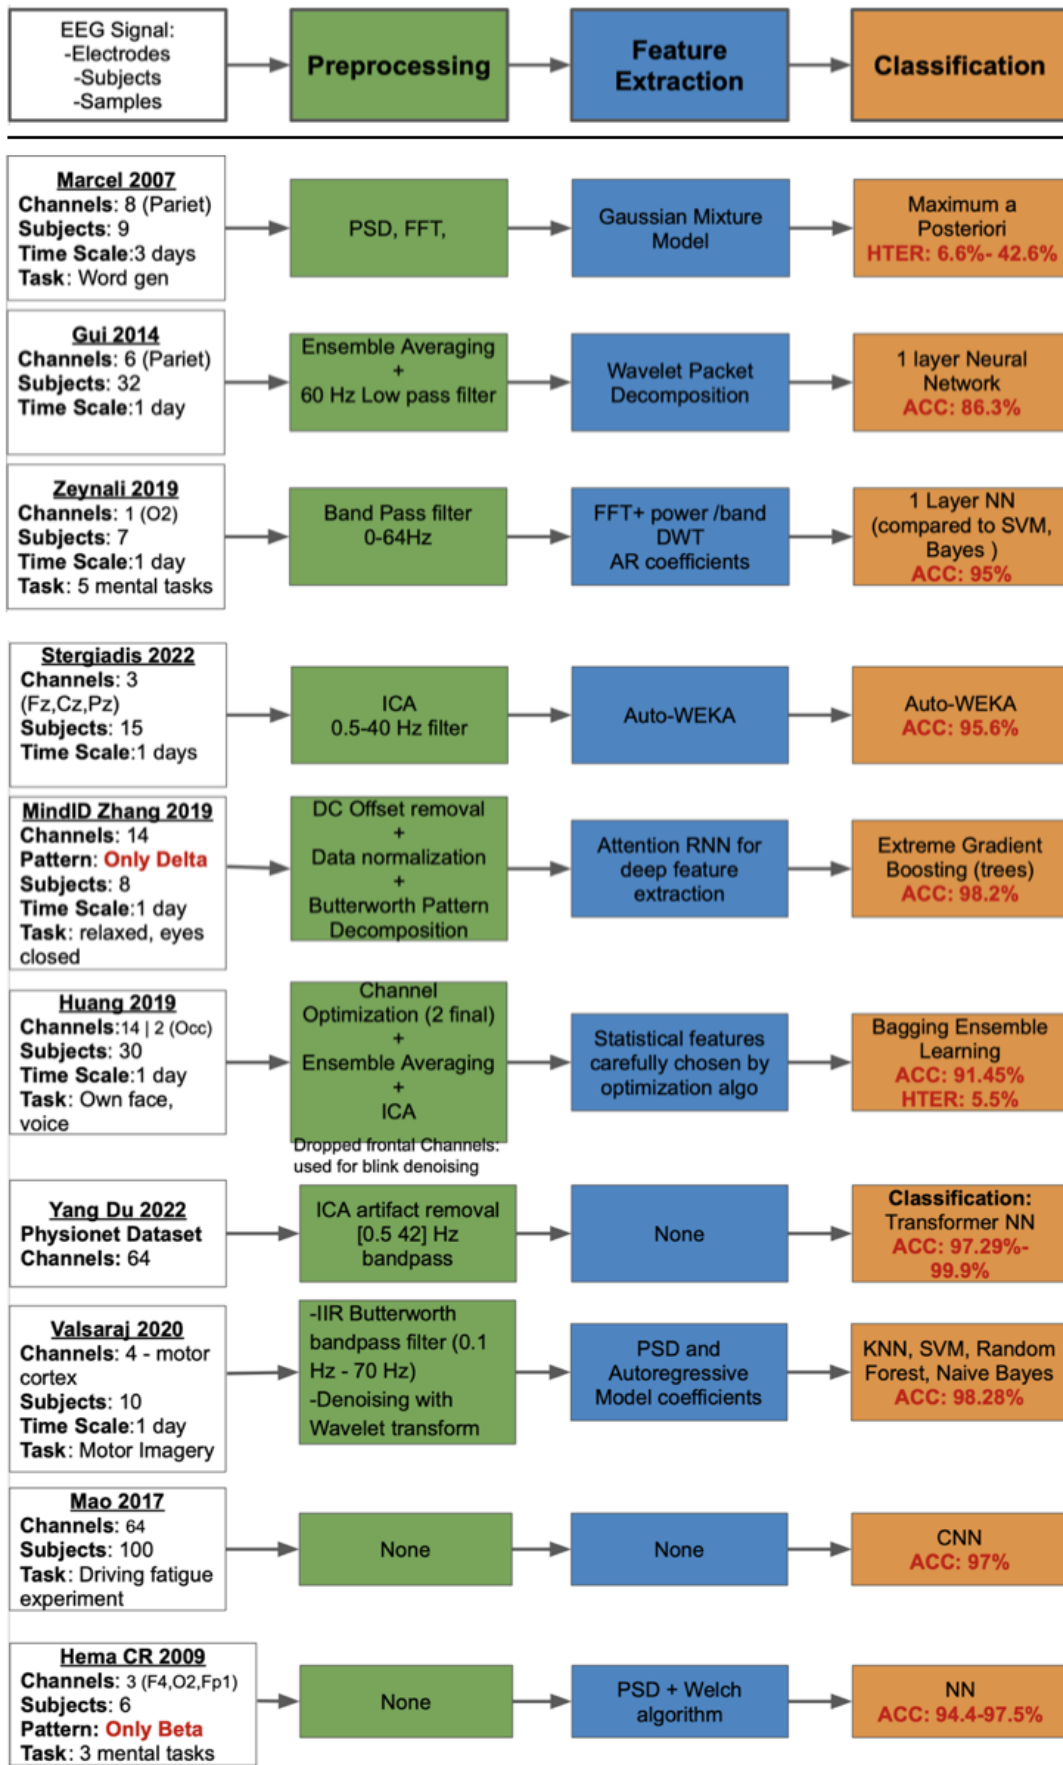 EEG Signal:
-Electrodes
-Subjects
-Samples
Preprocessing
Feature
Extraction
Classification
Marcel 2007
Channels: 8 (Pariet)
Subjects: 9
Time Scale:3 days
Task: Word gen
PSD, FFT,
Gaussian Mixture
Model
Maximum a
Posteriori
HTER: 6.6%- 42.6%
Gui 2014
Channels: 6 (Pariet)
Subjects: 32
Time Scale:1 day
Ensemble Averaging
+
60 Hz Low pass filter
Wavelet Packet
Decomposition
1 layer Neural
Network
ACC: 86.3%
Zeynali 2019
Channels: 1 (O2)
Subjects: 7
Time Scale:1 day
Task: 5 mental tasks
Band Pass filter
0-64Hz
FFT+ power /band
DWT
AR coefficients
1 Layer NN
(compared to SVM,
Bayes )
ACC: 95%
Stergiadis 2022
Channels: 3
(Fz,Cz,Pz)
Subjects: 15
Time Scale:1 days
ICA
0.5-40 Hz filter
Auto-WEKA
Auto-WEKA
ACC: 95.6%
MindID Zhang 2019
Channels: 14
Pattern: Only Delta
Subjects: 8
Time Scale:1 day
Task: relaxed, eyes
closed
DC Offset removal
+
Data normalization
+
Butterworth Pattern
Decomposition
Attention RNN for
deep feature
extraction
Extreme Gradient
Boosting (trees)
ACC: 98.2%
Huang 2019
Channels:14 | 2 (Occ)
Subjects: 30
Time Scale:1 day
Task: Own face,
voice
Channel
Optimization (2 final)
+
Ensemble Averaging
+
ICA
Dropped frontal Channels:
used for blink denoising
Statistical features
carefully chosen by
optimization algo
Bagging Ensemble
Learning
ACC: 91.45%
HTER: 5.5%
Yang Du 2022
Physionet Dataset
Channels: 64
ICA artifact removal
[0.5 42] Hz
bandpass
None
Classification:
Transformer NN
ACC: 97.29%-
99.9%
Valsaraj 2020
Channels: 4 - motor
cortex
Subjects: 10
Time Scale:1 day
Task: Motor Imagery
-IIR Butterworth
bandpass filter (0.1
Hz - 70 Hz)
-Denoising with
Wavelet transform
PSD and
Autoregressive
Model coefficients
KNN, SVM, Random
Forest, Naive Bayes
ACC: 98.28%
Mao 2017
Channels: 64
Subjects: 100
Task: Driving fatigue
experiment
None
None
CNN
ACC: 97%
Hema CR 2009
Channels: 3 (F4,O2,Fp1)
Subjects: 6
Pattern: Only Beta
Task: 3 mental tasks
None
PSD + Welch
algorithm
NN
ACC: 94.4-97.5%